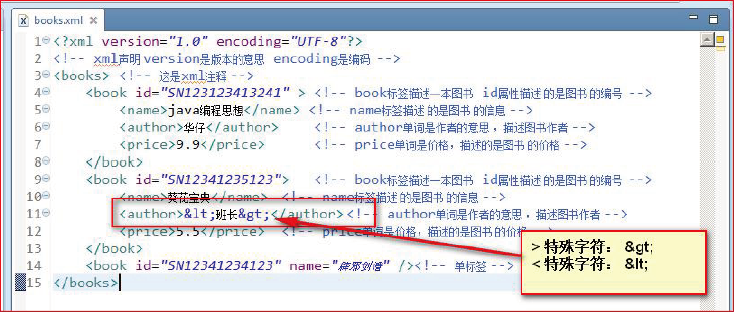 books.xml
1 <?xml version="1.0" encoding="UTF-8"?>
2 <!-- xml声明 version是版本的意思 encoding是编码 -->
3 <books> <!-- 这是xml注释 -->
4 <book id="SN123123413241" > <!-- book标签描述一本图书 id属性描述 的是图书 的编号 -->
5 <name>java编程思想</name> <!-- name标签描述 的是图书 的信息 -->
6 <author>华仔</author> <!-- author单词是作者的意思 ，描述图书作者 -->
7 <price>9.9</price> <!-- price单词是价格，描述的是图书 的价格 -->
8 </book>
9 <book id="SN12341235123"> <!-- book标签描述一本图书 id属性描述 的是图书 的编号 -->
10 <name>葵花宝典</name> <!-- name标签描述 的是图书 的信息 -->
11 <author>&lt;班长&gt;</author><!-- author单词是作者的意思 ，描述图书作者 -->
12 <price>5.5</price> <!-- price单词是价格，描述的是图书 的价格 -->
13 </book>
14 <book id="SN12341234123" name="辟邪剑谱" /><!-- 单标签 -->
15 </books>
> 特殊字符： &gt;
< 特殊字符： &lt;